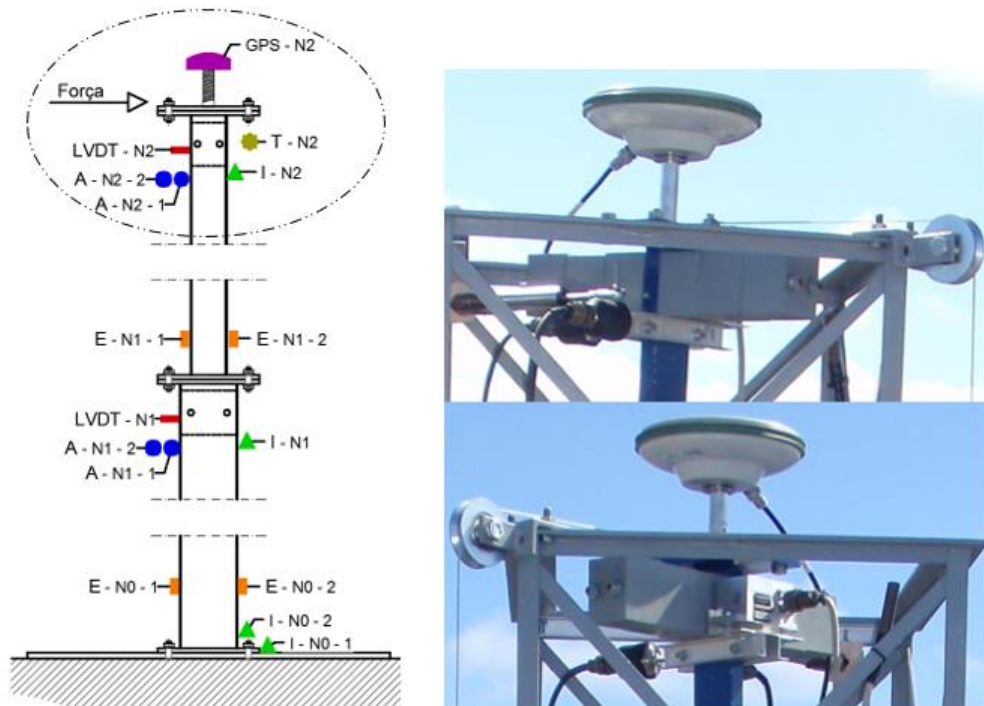 GPS - N2
Força
T - N2
LVDT - N2
A - N2 - 2
I - N2
A - N2 - 1
E - N1 - 1
E - N1 - 2
LVDT - N1
A - N1 - 2
I - N1
A - N1 - 1
E - N0 - 1
E - N0 - 2
I - N0 - 2
I - N0 - 1